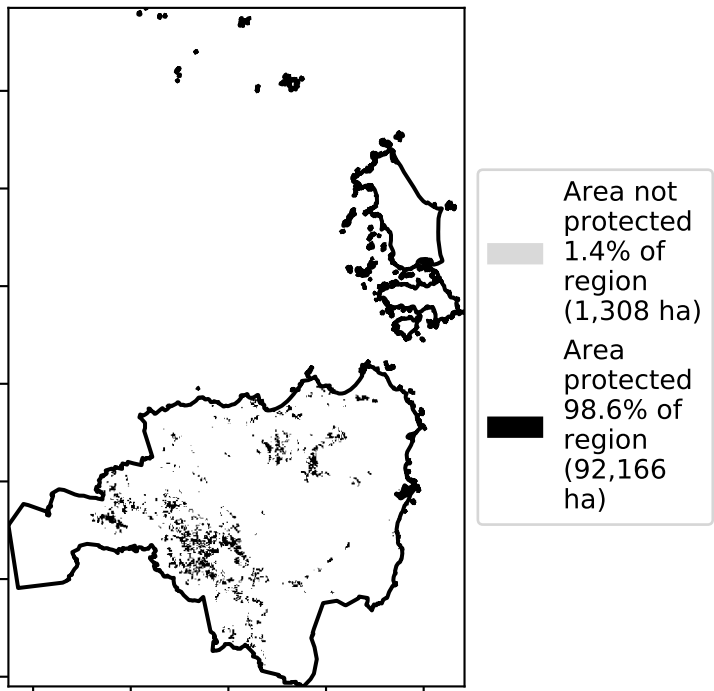 Area not
protected
1.4% of
region
(1,308 ha)
Area
protected
98.6% of
region
(92,166
ha)